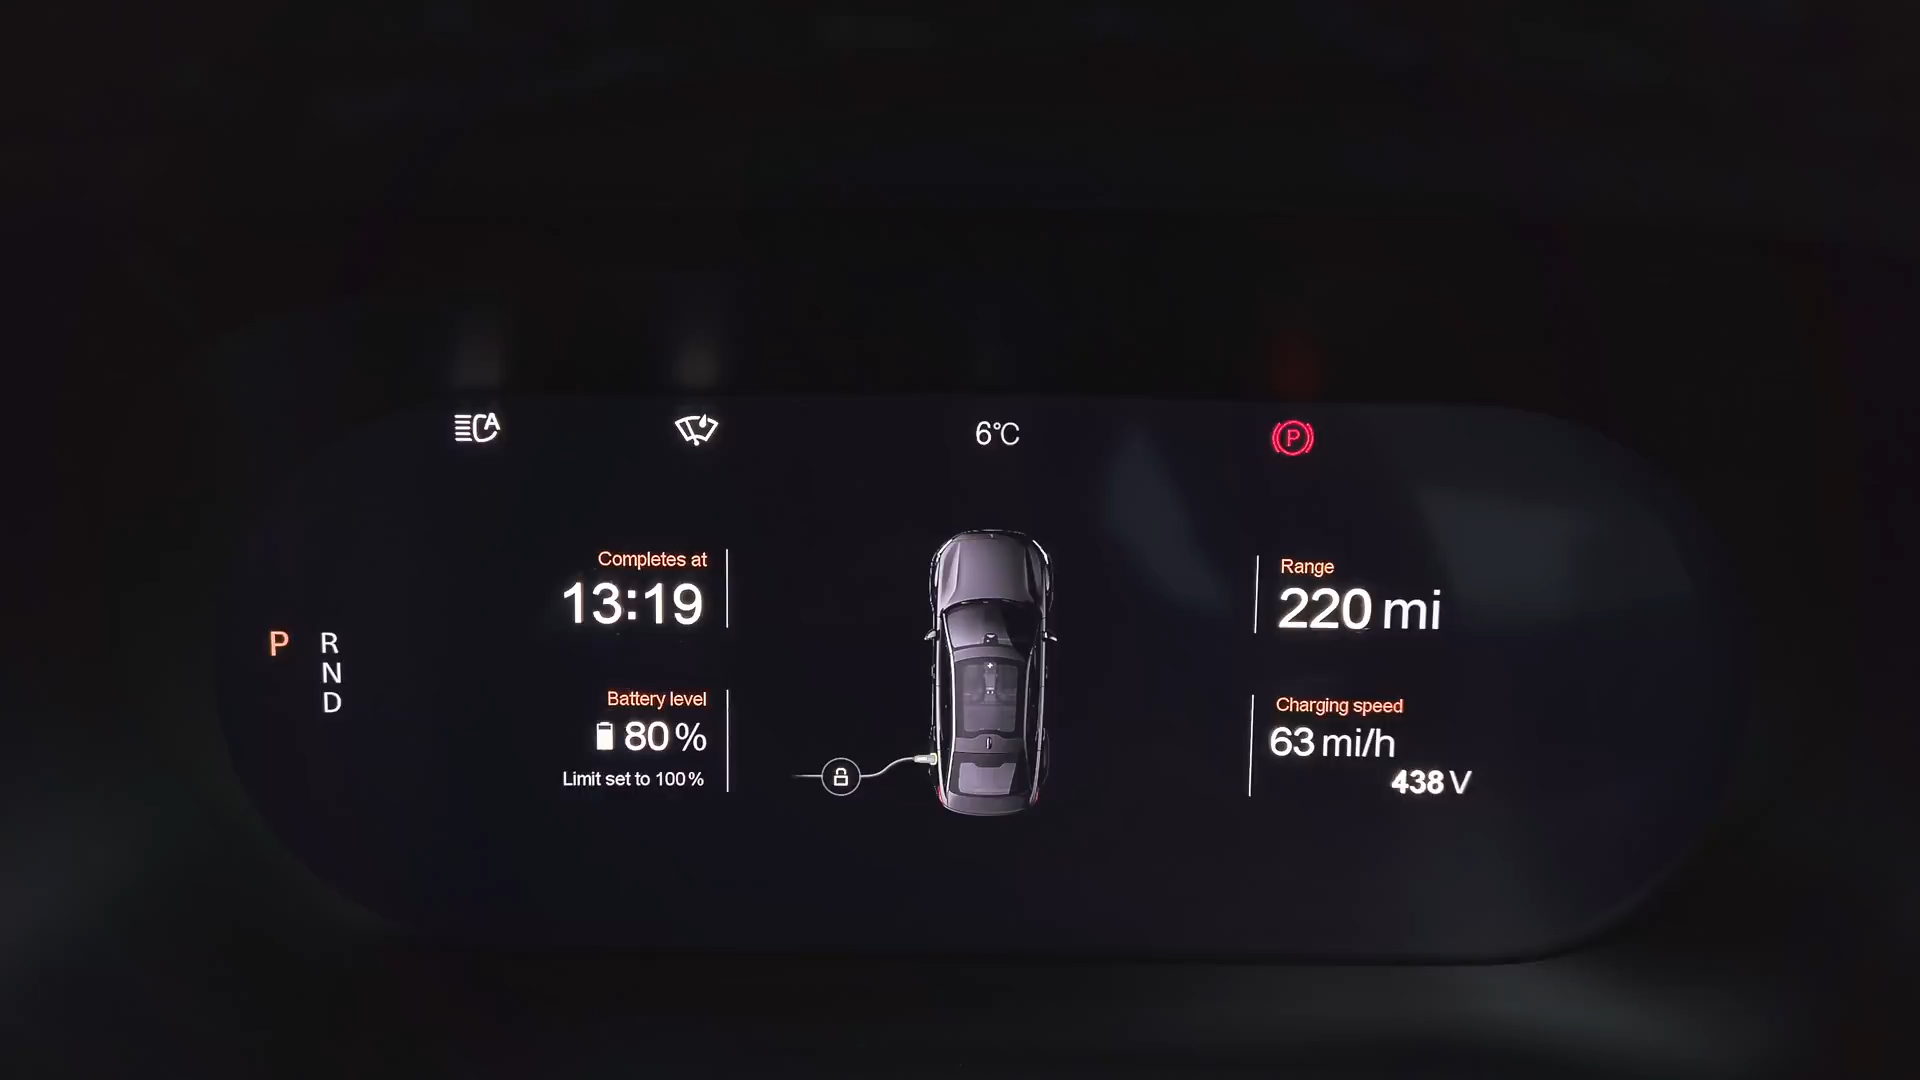 6°C
P
Completes at
13:19
Range
220 mi
P R
N
D
Battery level
80 %
Limit set to 100 %
Charging speed
63 mi/h
438 V